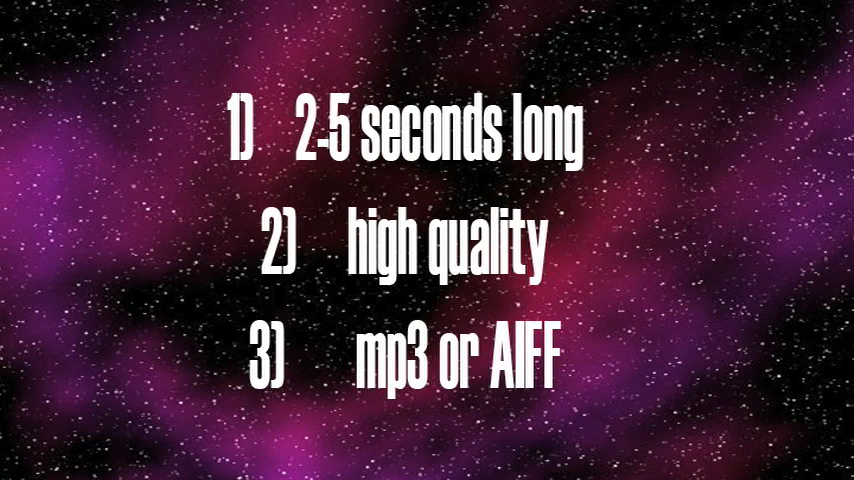 1) 2-5 seconds long
2) high quality
3) mp3 or AIFF